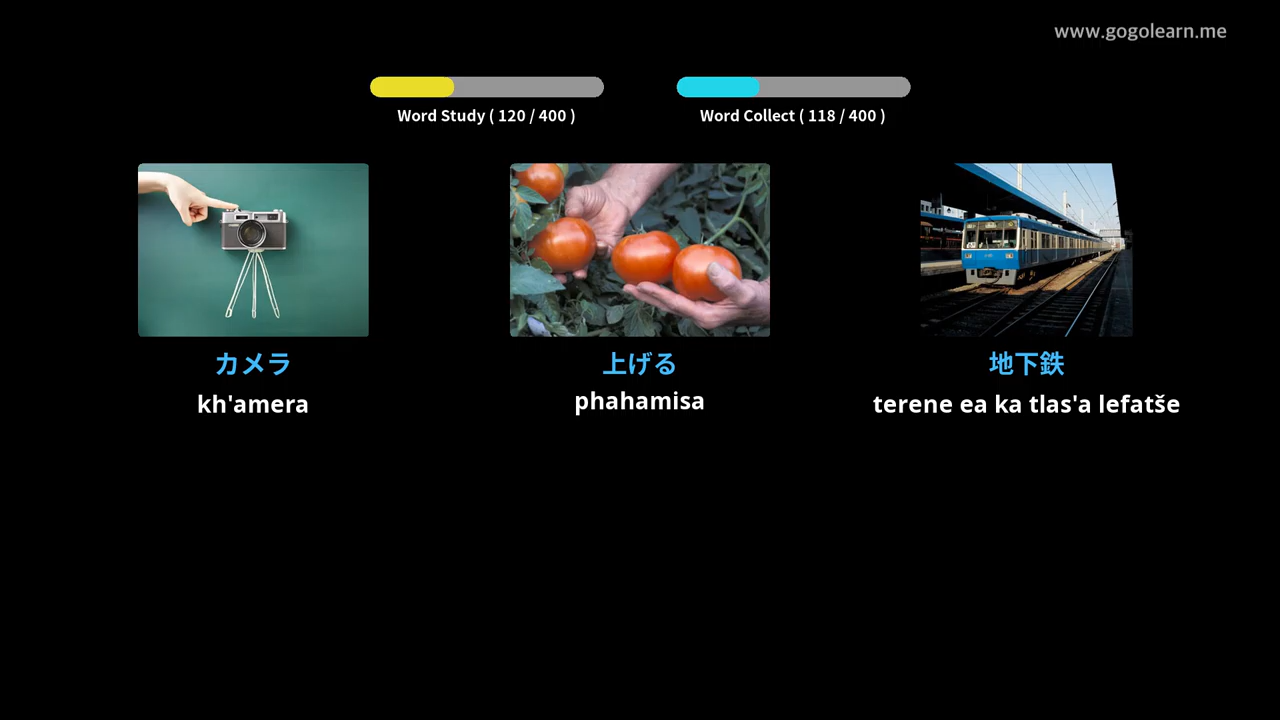 www.gogolearn.me
Word Study ( 120 / 400 )
Word Collect ( 118 / 400 )
カメラ
上げる
地下鉄
kh'amera
phahamisa
terene ea ka tlas'a lefatše